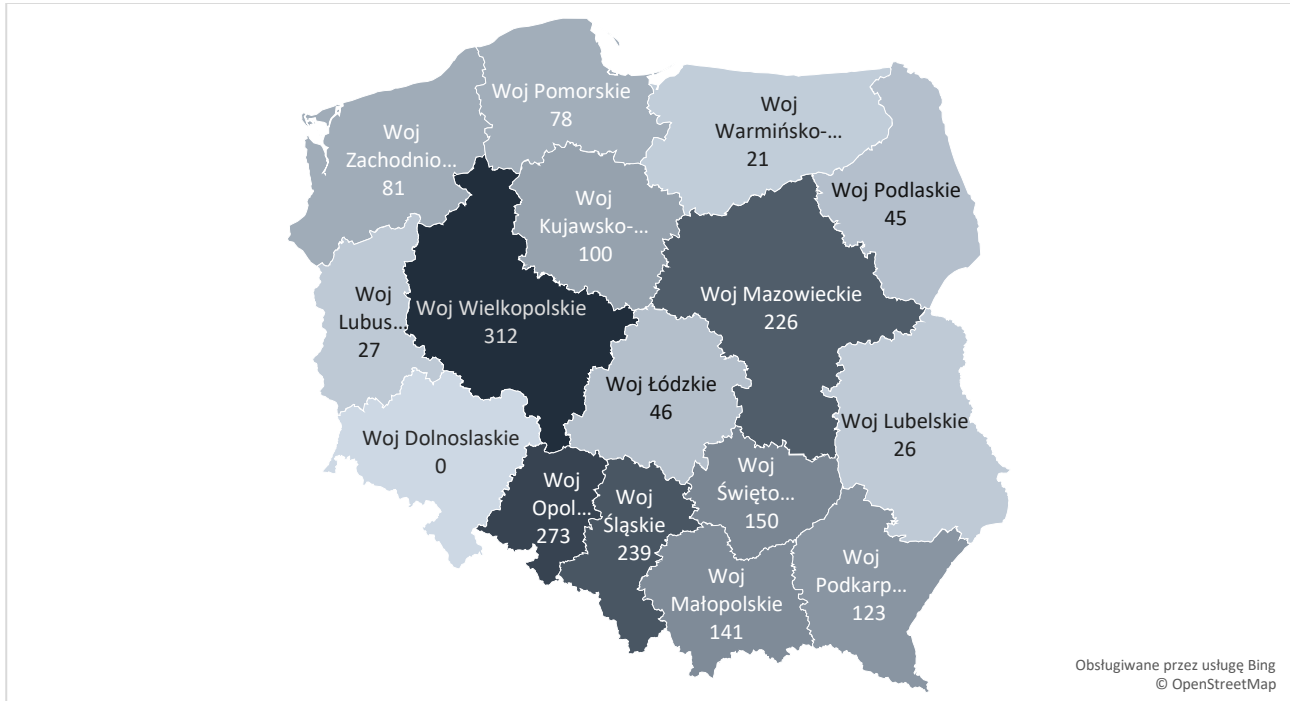 Woj Pomorskie
78
Woj
Warmińsko-...
21
Woj
Zachodnio...
81
Woj Podlaskie
45
Woj
Kujawsko-...
100
Woj Mazowieckie
226
Woj
Lubus...
27
Woj Wielkopolskie
312
Woj Łódzkie
46
Woj Lubelskie
26
Woj Dolnoslaskie
0
Woj
Opol...
273
Woj
Śląskie
239
Woj
Święto...
150
Woj
Małopolskie
141
Woj
Podkarp...
123
Obsługiwane przez usługę Bing
© OpenStreetMap